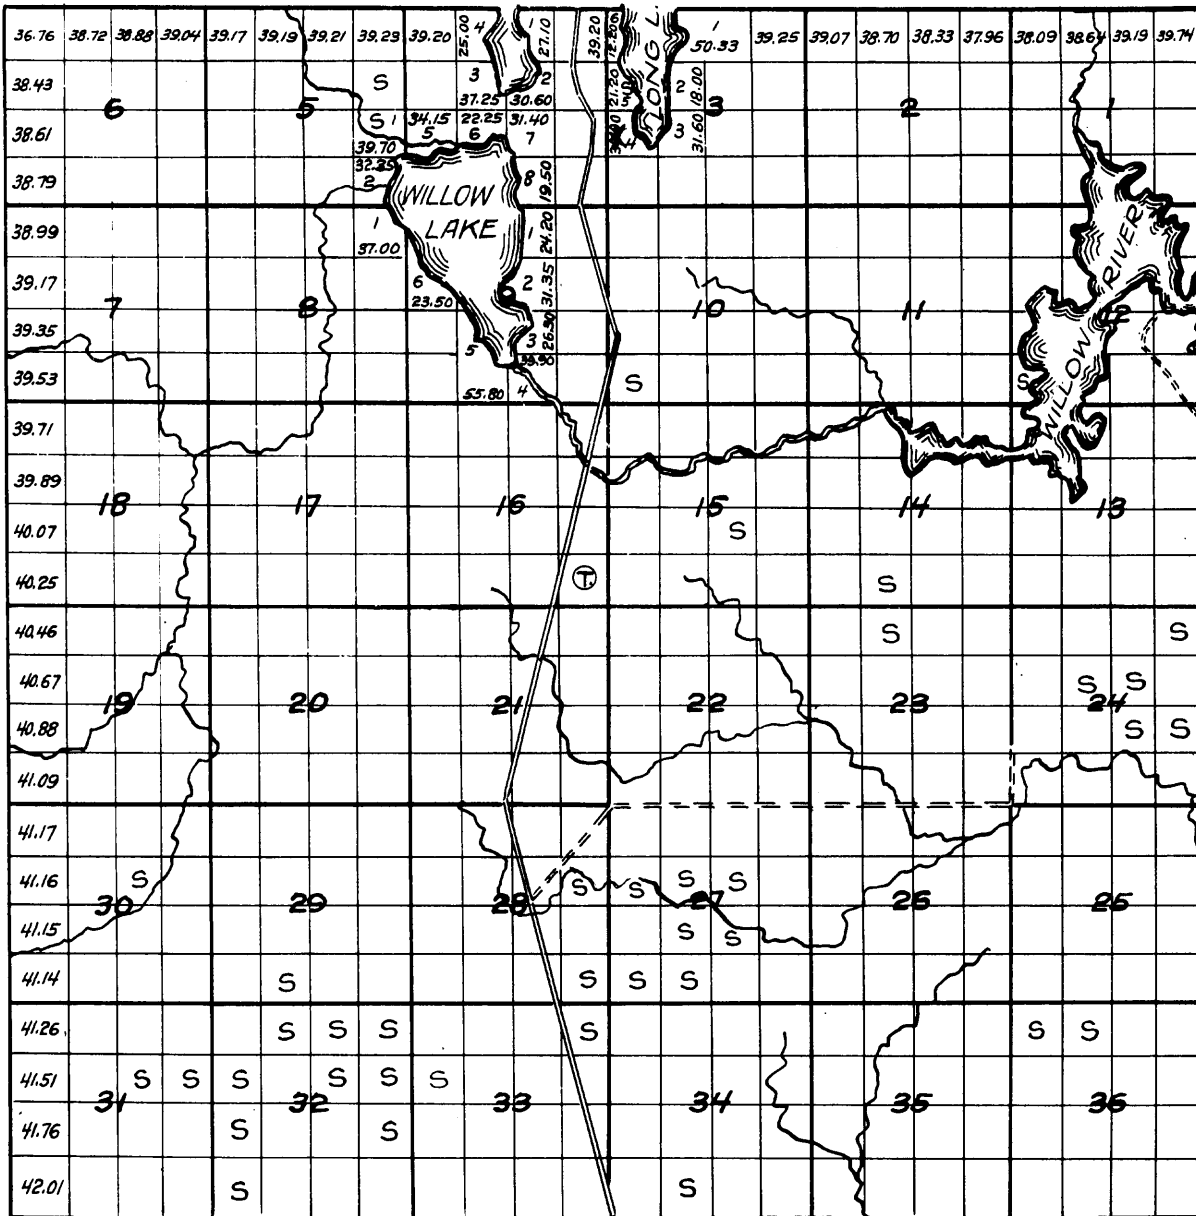 36.76 38.72 38.88 39.04 39.17 39.19 39.21 39.23 39.20 25.00 4 1 27.10 39.20 12.20 6 LONG L. 1 50.33 39.25 39.07 38.70 38.33 37.96 38.09 38.64 39.19 39.74
38.43 S 3 2 21.20 5 2 18.00
37.25 30.60
6 5 3 2 1
38.61 S 1 34.15 22.25 31.40
5 6 7 4 3 31.60
39.70
32.25
38.79 2 WILLOW 8 19.50
38.99 1 LAKE 1 24.20
37.00
39.17 6 2 31.35
23.50
7 8 10 11 12
WILLOW RIVER
39.35 5 3 26.90
39.90
39.53 S S
55.80 4
39.71
39.89
18 17 16 15 14 13
40.07 S
40.25 T. S
40.46 S S
40.67 S S
19 20 21 22 23 24
40.88 S S
41.09
41.17
41.16 S S S S S
30 29 28 27 26 25
41.15 S S
41.14 S S S S
41.26 S S S S S S
41.51 S S S S S S
31 32 33 34 35 36
41.76 S S
42.01 S S